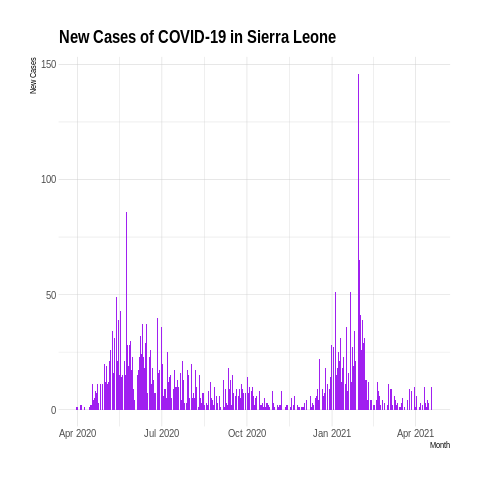 New Cases of COVID-19 in Sierra Leone
New Cases
150
100
50
0
Apr 2020 Jul 2020 Oct 2020 Jan 2021 Apr 2021
Month